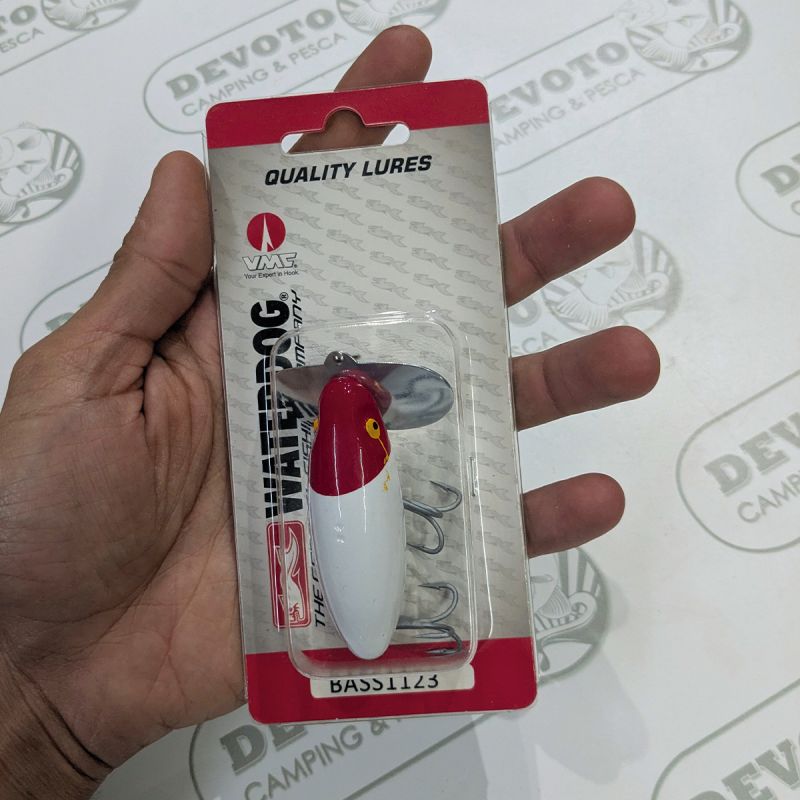 DEVOTO
CAMPING & PESCA
DEVOTO
CAMPING & PESCA
QUALITY LURES
VMC®
Your Expert in Hook.
WATERDOG®
BASS1123
DEVOTO
CAMPING
DEVOTO
CAMPING & PESCA